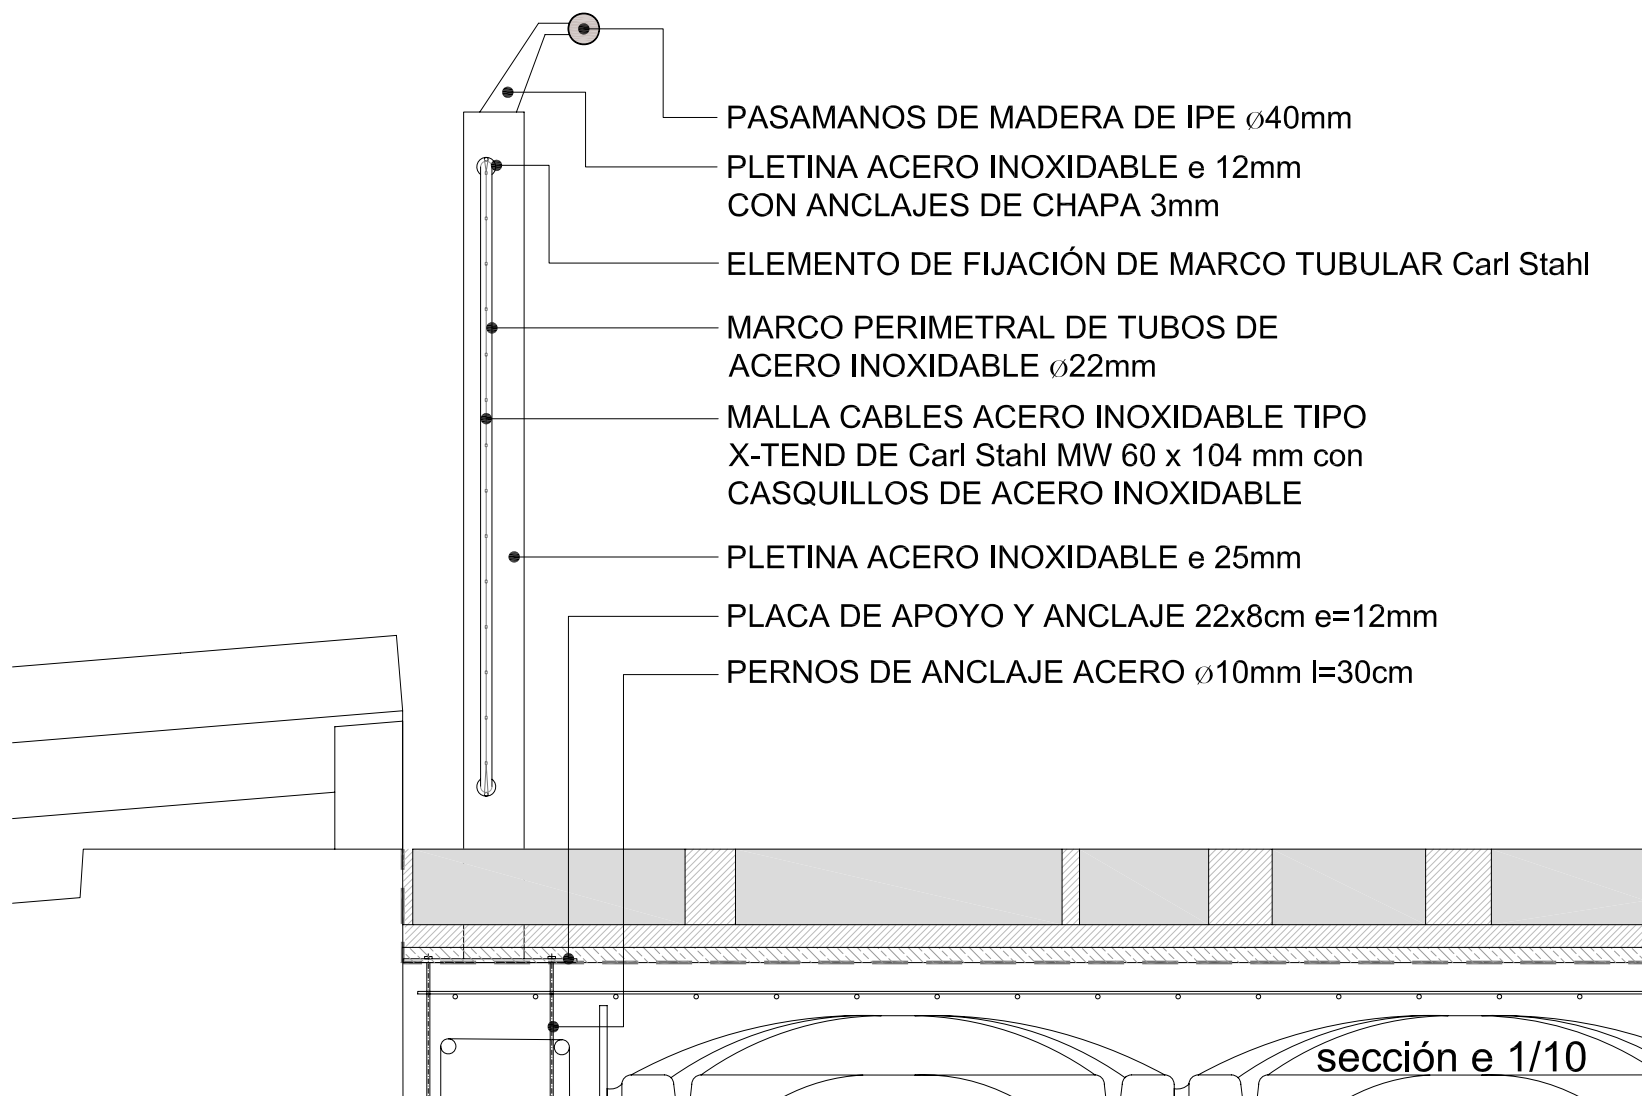 PASAMANOS DE MADERA DE IPE ø40mm
PLETINA ACERO INOXIDABLE e 12mm
CON ANCLAJES DE CHAPA 3mm
ELEMENTO DE FIJACIÓN DE MARCO TUBULAR Carl Stahl
MARCO PERIMETRAL DE TUBOS DE
ACERO INOXIDABLE ø22mm
MALLA CABLES ACERO INOXIDABLE TIPO
X-TEND DE Carl Stahl MW 60 x 104 mm con
CASQUILLOS DE ACERO INOXIDABLE
PLETINA ACERO INOXIDABLE e 25mm
PLACA DE APOYO Y ANCLAJE 22x8cm e=12mm
PERNOS DE ANCLAJE ACERO ø10mm l=30cm
sección e 1/10